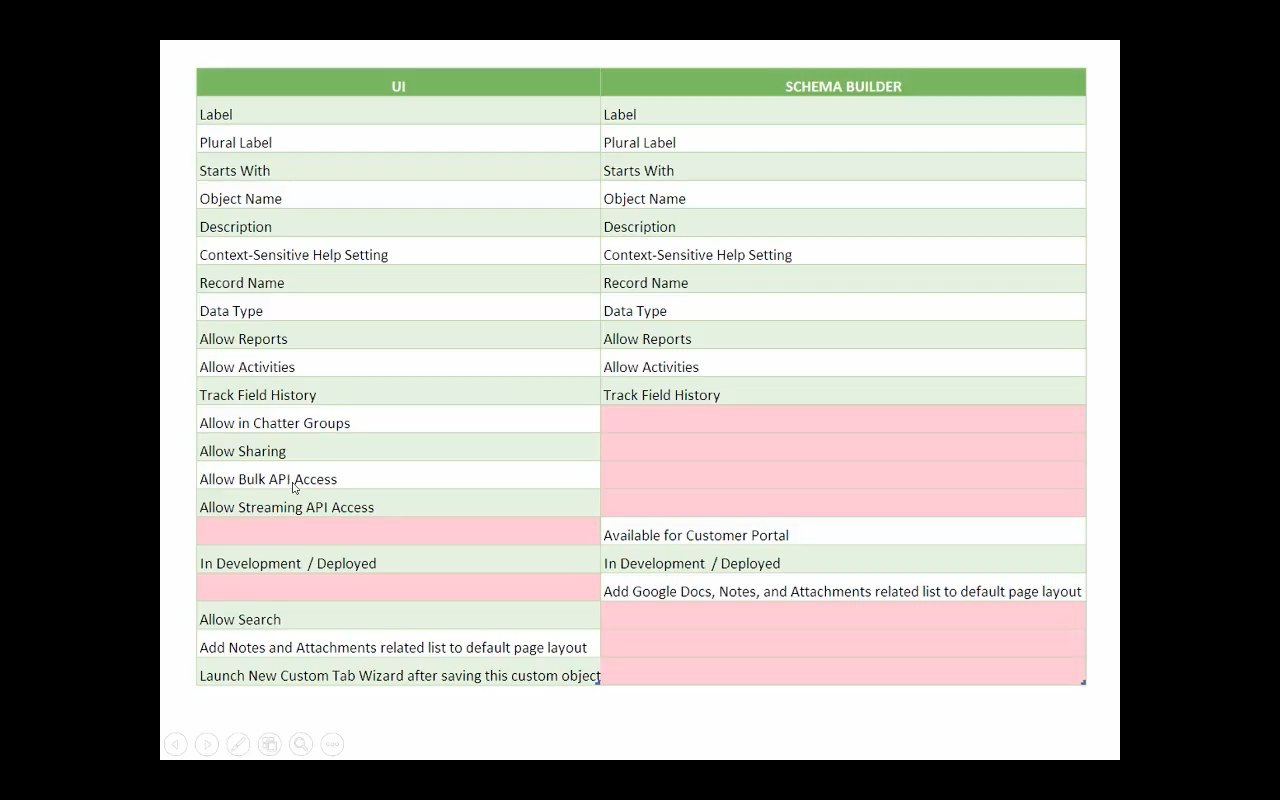 UI SCHEMA BUILDER
Label Label
Plural Label Plural Label
Starts With Starts With
Object Name Object Name
Description Description
Context-Sensitive Help Setting Context-Sensitive Help Setting
Record Name Record Name
Data Type Data Type
Allow Reports Allow Reports
Allow Activities Allow Activities
Track Field History Track Field History
Allow in Chatter Groups
Allow Sharing
Allow Bulk API Access
Allow Streaming API Access
Available for Customer Portal
In Development / Deployed In Development / Deployed
Add Google Docs, Notes, and Attachments related list to default page layout
Allow Search
Add Notes and Attachments related list to default page layout
Launch New Custom Tab Wizard after saving this custom object